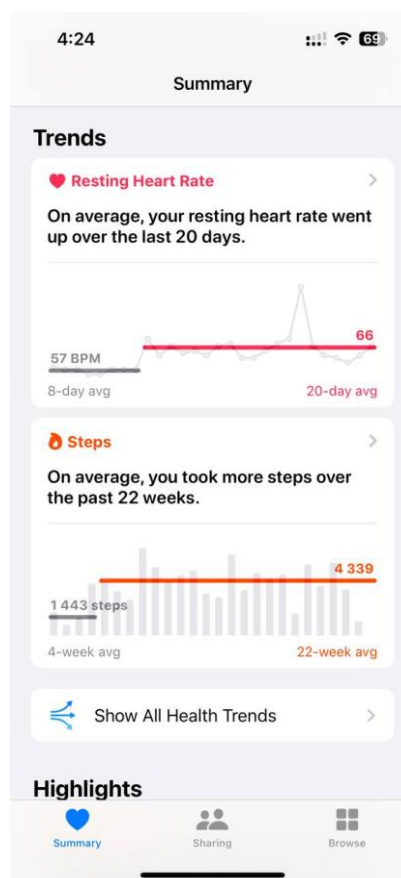 4:24
69
Summary
Trends
Resting Heart Rate
On average, your resting heart rate went
up over the last 20 days.
66
57 BPM
8-day avg
20-day avg
Steps
On average, you took more steps over
the past 22 weeks.
4 339
1 443 steps
4-week avg
22-week avg
Show All Health Trends
Highlights
Summary
Sharing
Browse